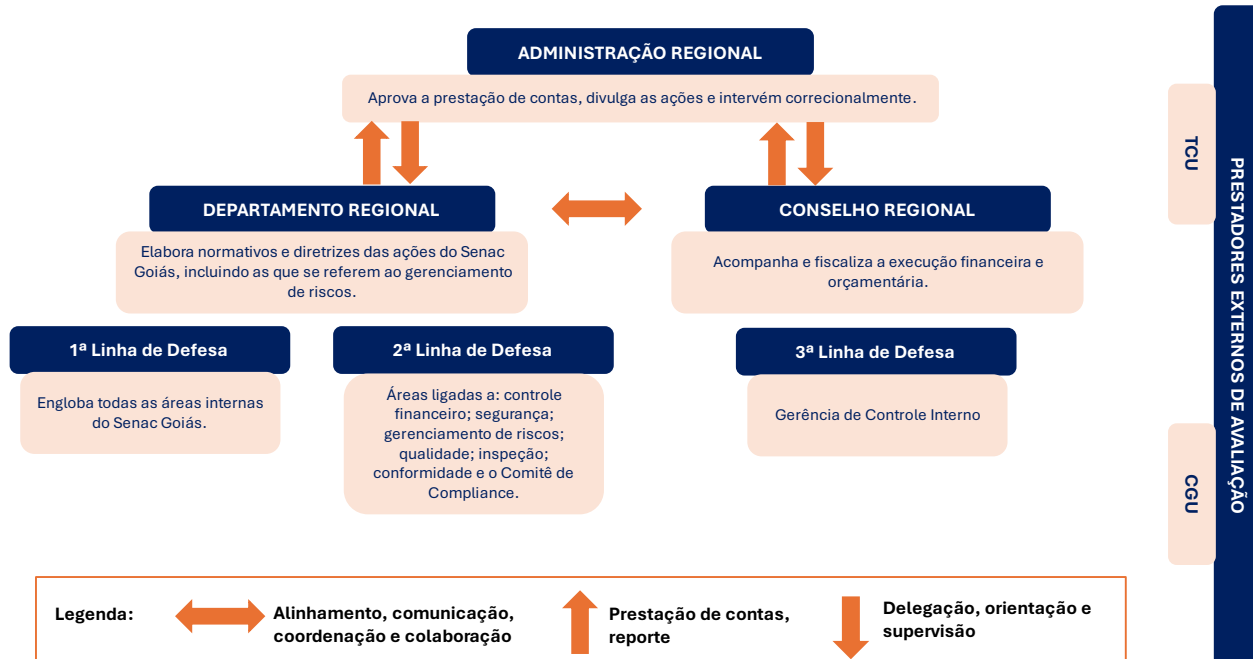 ADMINISTRAÇÃO REGIONAL
Aprova a prestação de contas, divulga as ações e intervém correcionalmente.
DEPARTAMENTO REGIONAL
Elabora normativos e diretrizes das ações do Senac
Goiás, incluindo as que se referem ao gerenciamento
de riscos.
CONSELHO REGIONAL
Acompanha e fiscaliza a execução financeira e
orçamentária.
1ª Linha de Defesa
Engloba todas as áreas internas
do Senac Goiás.
2ª Linha de Defesa
Áreas ligadas a: controle
financeiro; segurança;
gerenciamento de riscos;
qualidade; inspeção;
conformidade e o Comitê de
Compliance.
3ª Linha de Defesa
Gerência de Controle Interno
TCU
CGU
PRESTADORES EXTERNOS DE AVALIAÇÃO
Legenda:
Alinhamento, comunicação,
coordenação e colaboração
Prestação de contas,
reporte
Delegação, orientação e
supervisão